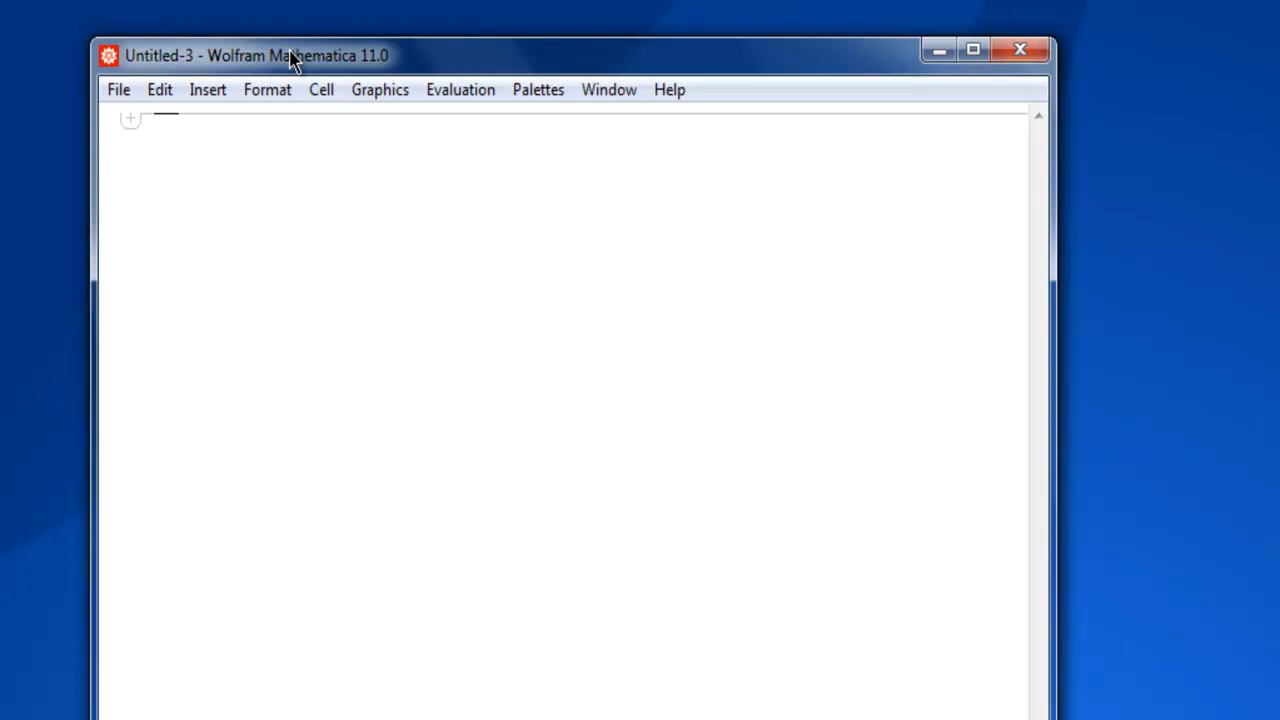 Untitled-3 - Wolfram Mathematica 11.0
File Edit Insert Format Cell Graphics Evaluation Palettes Window Help